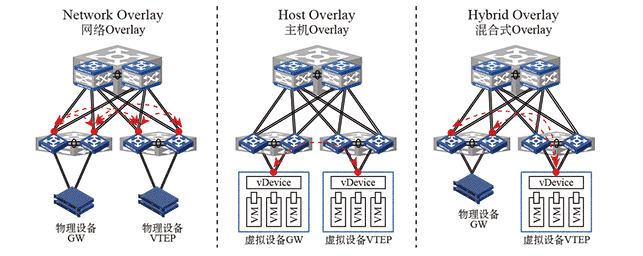 Network Overlay
网络Overlay
物理设备
GW
物理设备
VTEP
Host Overlay
主机Overlay
vDevice
VM
VM
VM
虚拟设备GW
vDevice
VM
VM
VM
虚拟设备VTEP
Hybrid Overlay
混合式Overlay
物理设备
GW
vDevice
VM
VM
VM
虚拟设备VTEP